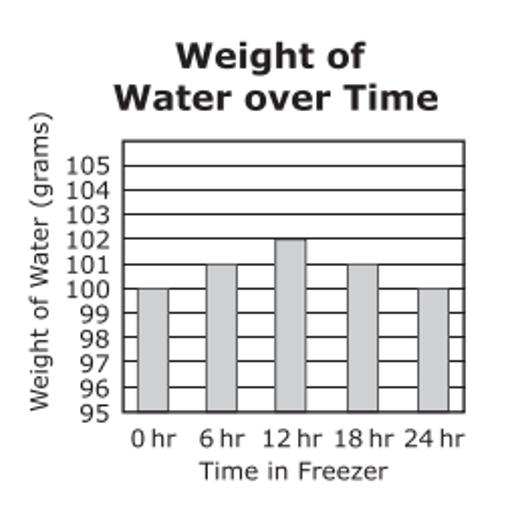 Weight of
Water over Time
Weight of Water (grams)
105
104
103
102
101
100
99
98
97
96
95
0 hr 6 hr 12 hr 18 hr 24 hr
Time in Freezer